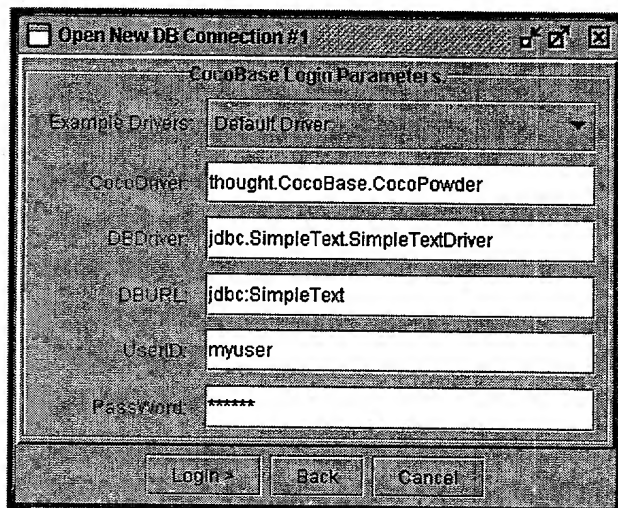 Open New DB Connection #1
CocoBase Login Parameters
Example Drivers: Default Driver
CocoDriver: thought.CocoBase.CocoPowder
DBDriver: jdbc.SimpleText.SimpleTextDriver
DBURL: jdbc:SimpleText
UserID: myuser
PassWord: ******
Login > Back Cancel